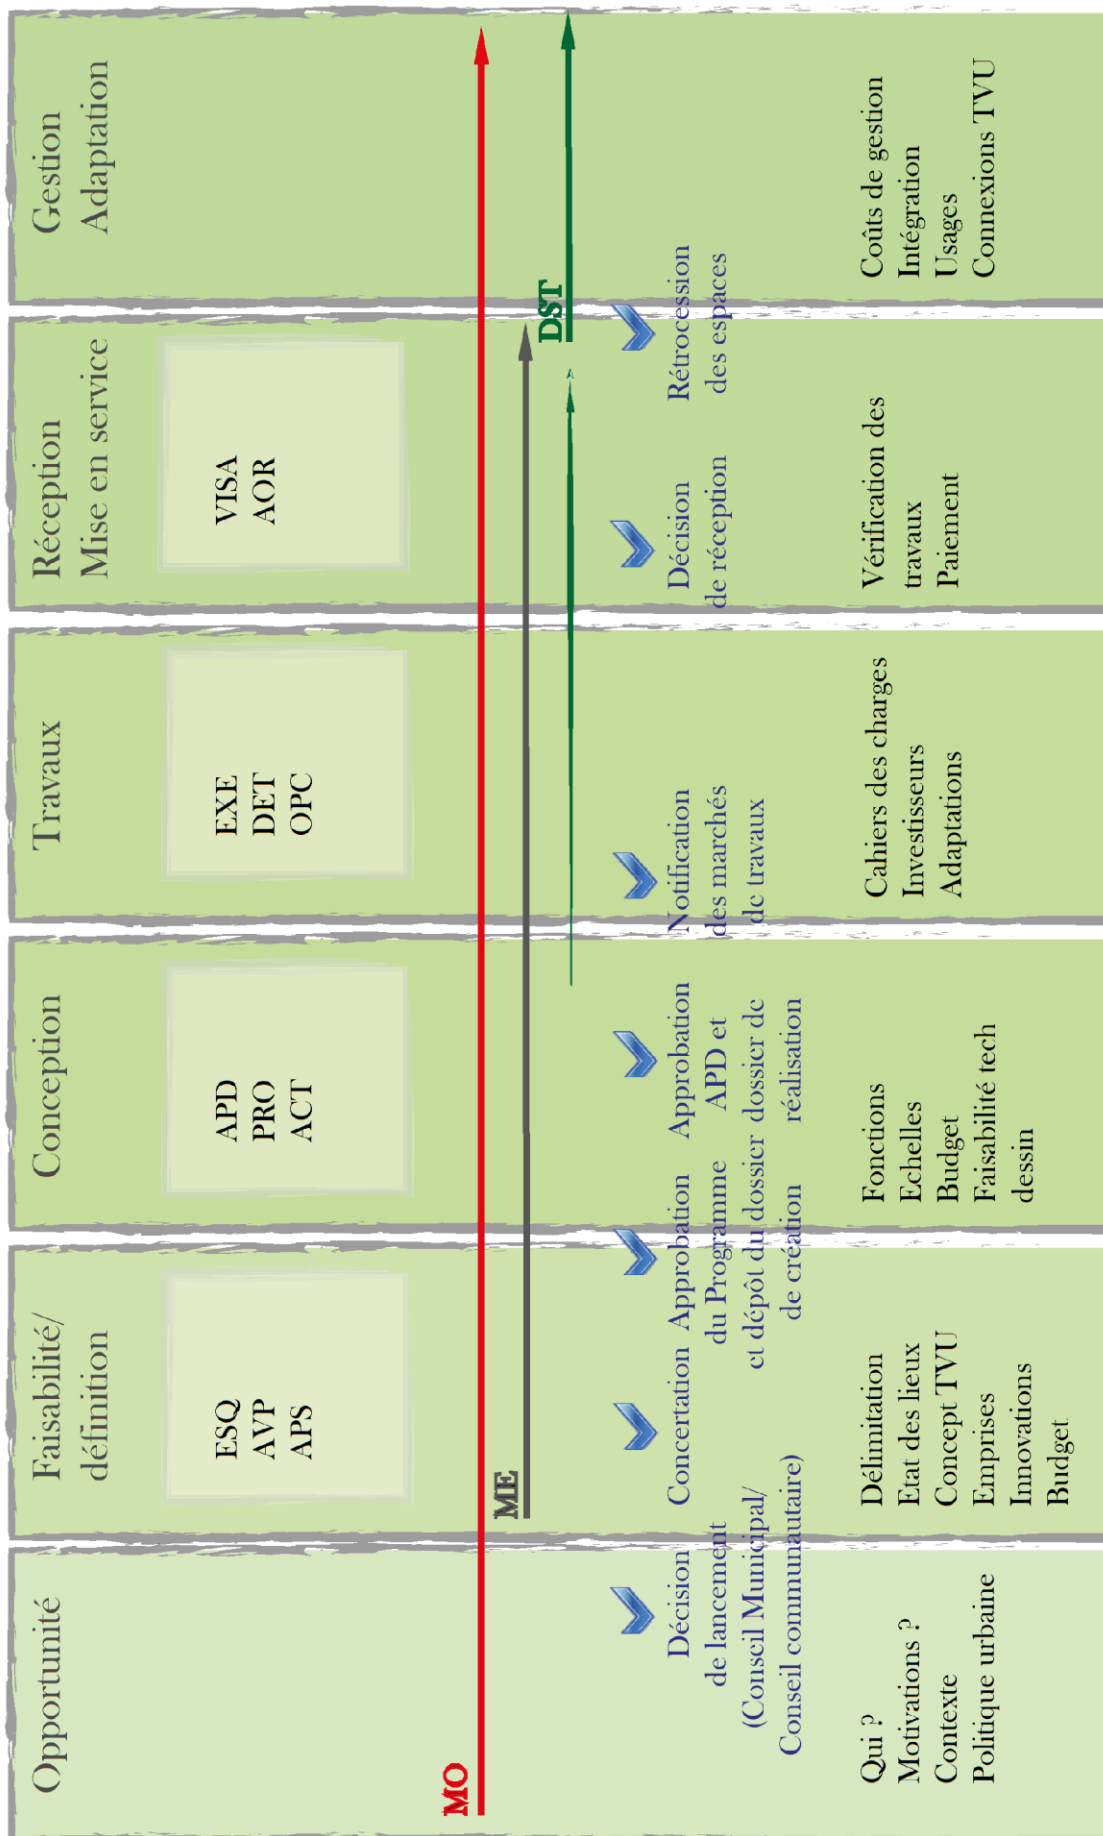 Opportunité
Faisabilité/
définition
Conception
Travaux
Réception
Mise en service
Gestion
Adaptation
ESQ
AVP
APS
APD
PRO
ACT
EXE
DET
OPC
VISA
AOR
MO
ME
DST
Décision
de lancement
(Conseil Municipal/
Conseil communautaire)
Concertation
Approbation
du Programme
et dépôt du dossier
de création
Approbation
APD et
dossier de
réalisation
Notification
des marchés
de travaux
Décision
de réception
Rétrocession
des espaces
Qui ?
Motivations ?
Contexte
Politique urbaine
Délimitation
Etat des lieux
Concept TVU
Emprises
Innovations
Budget
Fonctions
Echelles
Budget
Faisabilité tech
dessin
Cahiers des charges
Investisseurs
Adaptations
Vérification des
travaux
Paiement
Coûts de gestion
Intégration
Usages
Connexions TVU